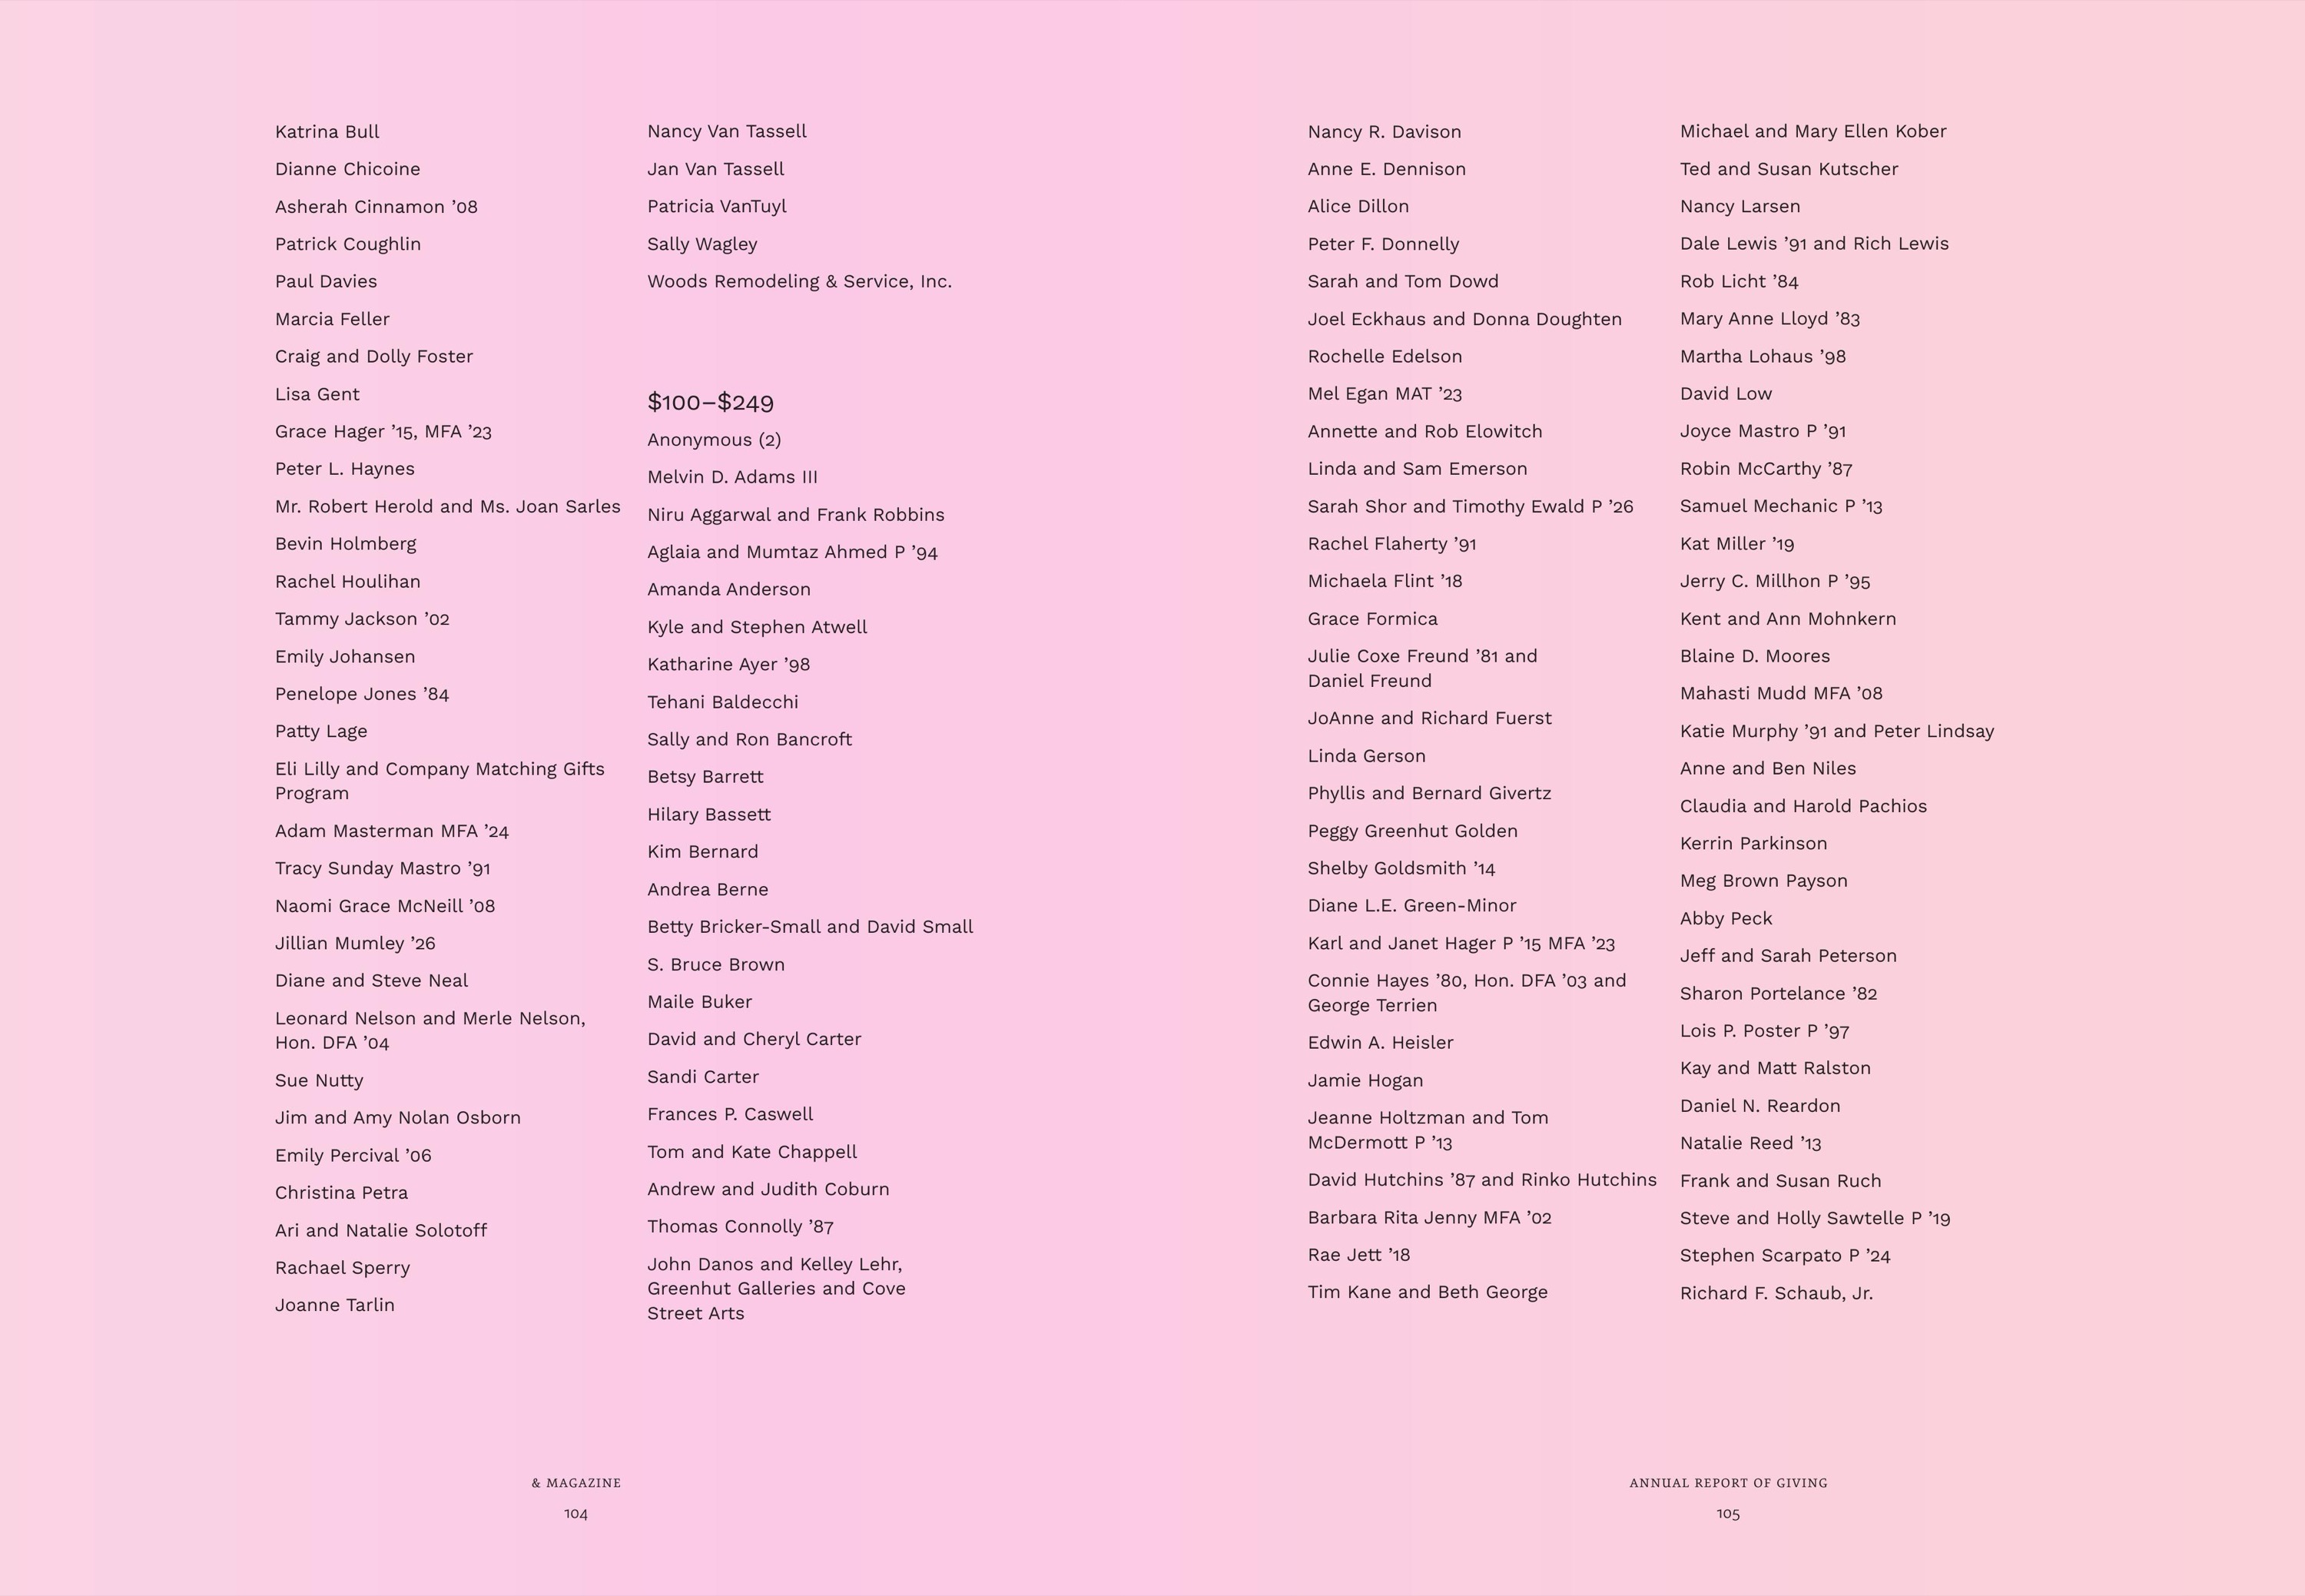 Katrina Bull
Dianne Chicoine
Asherah Cinnamon ’08
Patrick Coughlin
Paul Davies
Marcia Feller
Craig and Dolly Foster
Lisa Gent
Grace Hager ’15, MFA ’23
Peter L. Haynes
Mr. Robert Herold and Ms. Joan Sarles
Bevin Holmberg
Rachel Houlihan
Tammy Jackson ’02
Emily Johansen
Penelope Jones ’84
Patty Lage
Eli Lilly and Company Matching Gifts
Program
Adam Masterman MFA ’24
Tracy Sunday Mastro ’91
Naomi Grace McNeill ’08
Jillian Mumley ’26
Diane and Steve Neal
Leonard Nelson and Merle Nelson,
Hon. DFA ’04
Sue Nutty
Jim and Amy Nolan Osborn
Emily Percival ’06
Christina Petra
Ari and Natalie Solotoff
Rachael Sperry
Joanne Tarlin
Nancy Van Tassell
Jan Van Tassell
Patricia VanTuyl
Sally Wagley
Woods Remodeling & Service, Inc.
$100–$249
Anonymous (2)
Melvin D. Adams III
Niru Aggarwal and Frank Robbins
Aglaia and Mumtaz Ahmed P ’94
Amanda Anderson
Kyle and Stephen Atwell
Katharine Ayer ’98
Tehani Baldecchi
Sally and Ron Bancroft
Betsy Barrett
Hilary Bassett
Kim Bernard
Andrea Berne
Betty Bricker-Small and David Small
S. Bruce Brown
Maile Buker
David and Cheryl Carter
Sandi Carter
Frances P. Caswell
Tom and Kate Chappell
Andrew and Judith Coburn
Thomas Connolly ’87
John Danos and Kelley Lehr,
Greenhut Galleries and Cove
Street Arts
& MAGAZINE
104
Nancy R. Davison
Anne E. Dennison
Alice Dillon
Peter F. Donnelly
Sarah and Tom Dowd
Joel Eckhaus and Donna Doughten
Rochelle Edelson
Mel Egan MAT ’23
Annette and Rob Elowitch
Linda and Sam Emerson
Sarah Shor and Timothy Ewald P ’26
Rachel Flaherty ’91
Michaela Flint ’18
Grace Formica
Julie Coxe Freund ’81 and
Daniel Freund
JoAnne and Richard Fuerst
Linda Gerson
Phyllis and Bernard Givertz
Peggy Greenhut Golden
Shelby Goldsmith ’14
Diane L.E. Green-Minor
Karl and Janet Hager P ’15 MFA ’23
Connie Hayes ’80, Hon. DFA ’03 and
George Terrien
Edwin A. Heisler
Jamie Hogan
Jeanne Holtzman and Tom
McDermott P ’13
David Hutchins ’87 and Rinko Hutchins
Barbara Rita Jenny MFA ’02
Rae Jett ’18
Tim Kane and Beth George
Michael and Mary Ellen Kober
Ted and Susan Kutscher
Nancy Larsen
Dale Lewis ’91 and Rich Lewis
Rob Licht ’84
Mary Anne Lloyd ’83
Martha Lohaus ’98
David Low
Joyce Mastro P ’91
Robin McCarthy ’87
Samuel Mechanic P ’13
Kat Miller ’19
Jerry C. Millhon P ’95
Kent and Ann Mohnkern
Blaine D. Moores
Mahasti Mudd MFA ’08
Katie Murphy ’91 and Peter Lindsay
Anne and Ben Niles
Claudia and Harold Pachios
Kerrin Parkinson
Meg Brown Payson
Abby Peck
Jeff and Sarah Peterson
Sharon Portelance ’82
Lois P. Poster P ’97
Kay and Matt Ralston
Daniel N. Reardon
Natalie Reed ’13
Frank and Susan Ruch
Steve and Holly Sawtelle P ’19
Stephen Scarpato P ’24
Richard F. Schaub, Jr.
ANNUAL REPORT OF GIVING
105